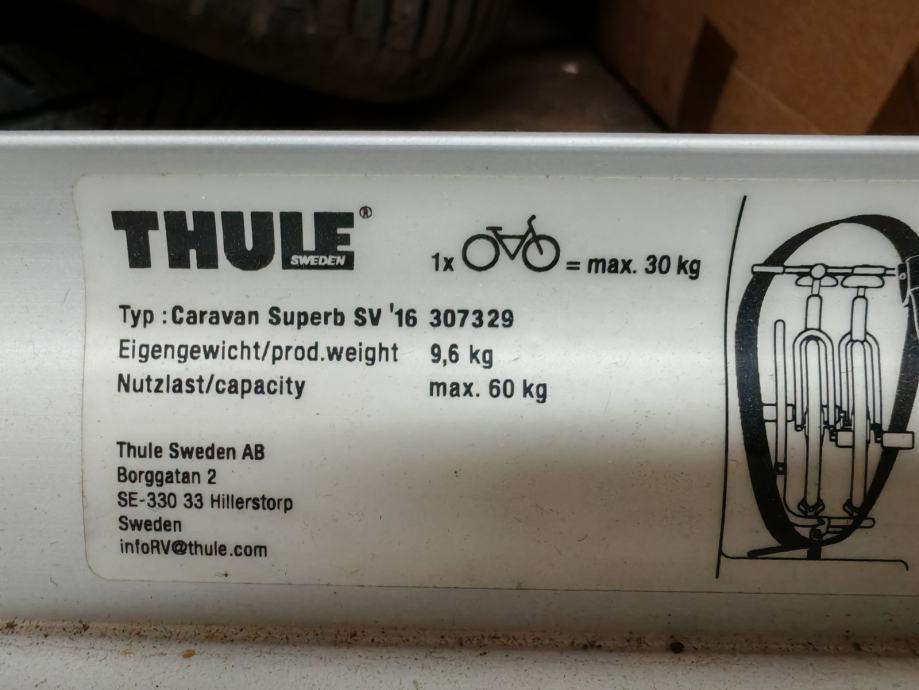 THULE®
SWEDEN
1x = max. 30 kg
Typ : Caravan Superb SV '16 307329
Eigengewicht/prod.weight 9,6 kg
Nutzlast/capacity max. 60 kg
Thule Sweden AB
Borggatan 2
SE-330 33 Hillerstorp
Sweden
infoRV@thule.com